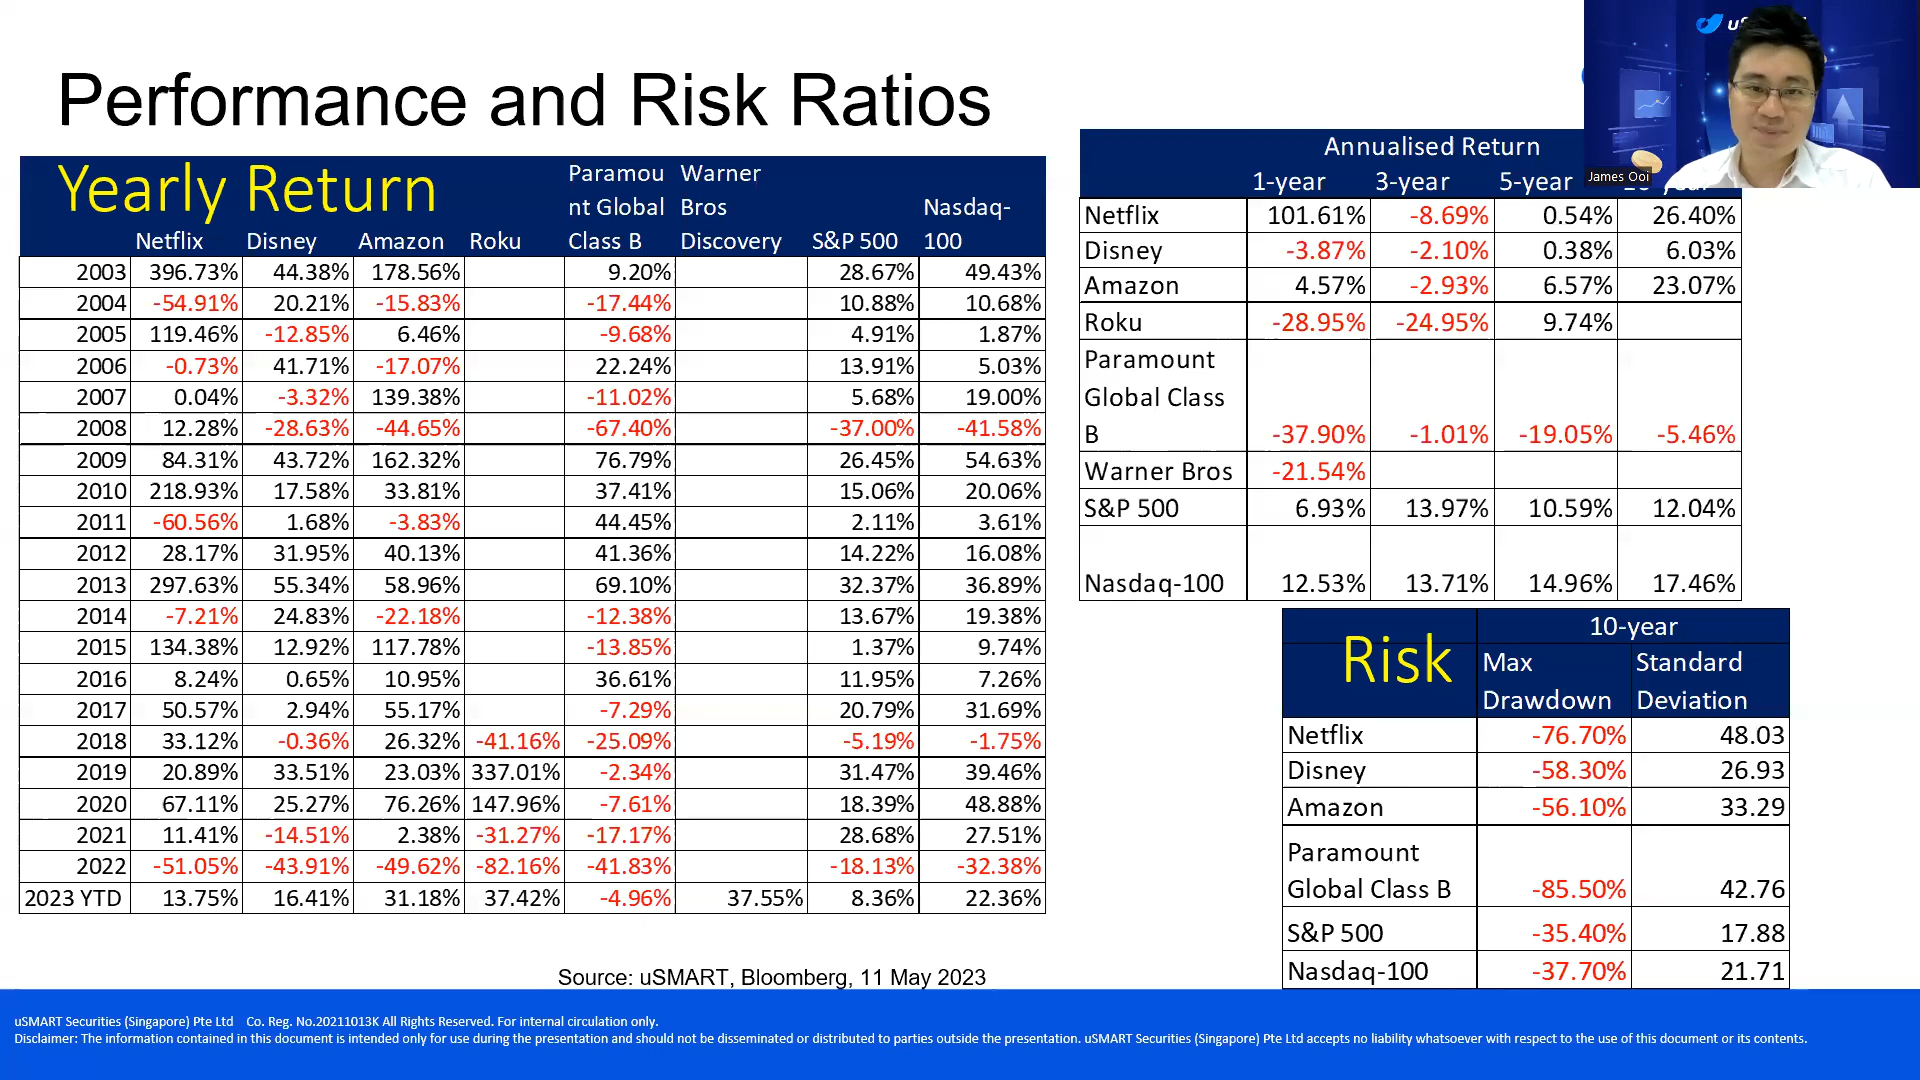 Performance and Risk Ratios
Yearly Return
Netflix Disney Amazon Roku Paramou nt Global Class B Warner Bros Discovery S&P 500 Nasdaq- 100
2003 396.73% 44.38% 178.56% 9.20% 28.67% 49.43%
2004 -54.91% 20.21% -15.83% -17.44% 10.88% 10.68%
2005 119.46% -12.85% 6.46% -9.68% 4.91% 1.87%
2006 -0.73% 41.71% -17.07% 22.24% 13.91% 5.03%
2007 0.04% -3.32% 139.38% -11.02% 5.68% 19.00%
2008 12.28% -28.63% -44.65% -67.40% -37.00% -41.58%
2009 84.31% 43.72% 162.32% 76.79% 26.45% 54.63%
2010 218.93% 17.58% 33.81% 37.41% 15.06% 20.06%
2011 -60.56% 1.68% -3.83% 44.45% 2.11% 3.61%
2012 28.17% 31.95% 40.13% 41.36% 14.22% 16.08%
2013 297.63% 55.34% 58.96% 69.10% 32.37% 36.89%
2014 -7.21% 24.83% -22.18% -12.38% 13.67% 19.38%
2015 134.38% 12.92% 117.78% -13.85% 1.37% 9.74%
2016 8.24% 0.65% 10.95% 36.61% 11.95% 7.26%
2017 50.57% 2.94% 55.17% -7.29% 20.79% 31.69%
2018 33.12% -0.36% 26.32% -41.16% -25.09% -5.19% -1.75%
2019 20.89% 33.51% 23.03% 337.01% -2.34% 31.47% 39.46%
2020 67.11% 25.27% 76.26% 147.96% -7.61% 18.39% 48.88%
2021 11.41% -14.51% 2.38% -31.27% -17.17% 28.68% 27.51%
2022 -51.05% -43.91% -49.62% -82.16% -41.83% -18.13% -32.38%
2023 YTD 13.75% 16.41% 31.18% 37.42% -4.96% 37.55% 8.36% 22.36%
Annualised Return
1-year 3-year 5-year
Netflix 101.61% -8.69% 0.54% 26.40%
Disney -3.87% -2.10% 0.38% 6.03%
Amazon 4.57% -2.93% 6.57% 23.07%
Roku -28.95% -24.95% 9.74%
Paramount
Global Class
B -37.90% -1.01% -19.05% -5.46%
Warner Bros -21.54%
S&P 500 6.93% 13.97% 10.59% 12.04%
Nasdaq-100 12.53% 13.71% 14.96% 17.46%
James Ooi
Risk
10-year
Max Drawdown Standard Deviation
Netflix -76.70% 48.03
Disney -58.30% 26.93
Amazon -56.10% 33.29
Paramount
Global Class B -85.50% 42.76
S&P 500 -35.40% 17.88
Nasdaq-100 -37.70% 21.71
Source: uSMART, Bloomberg, 11 May 2023
uSMART Securities (Singapore) Pte Ltd Co. Reg. No.20211013K All Rights Reserved. For internal circulation only.
Disclaimer: The information contained in this document is intended only for use during the presentation and should not be disseminated or distributed to parties outside the presentation. uSMART Securities (Singapore) Pte Ltd accepts no liability whatsoever with respect to the use of this document or its contents.